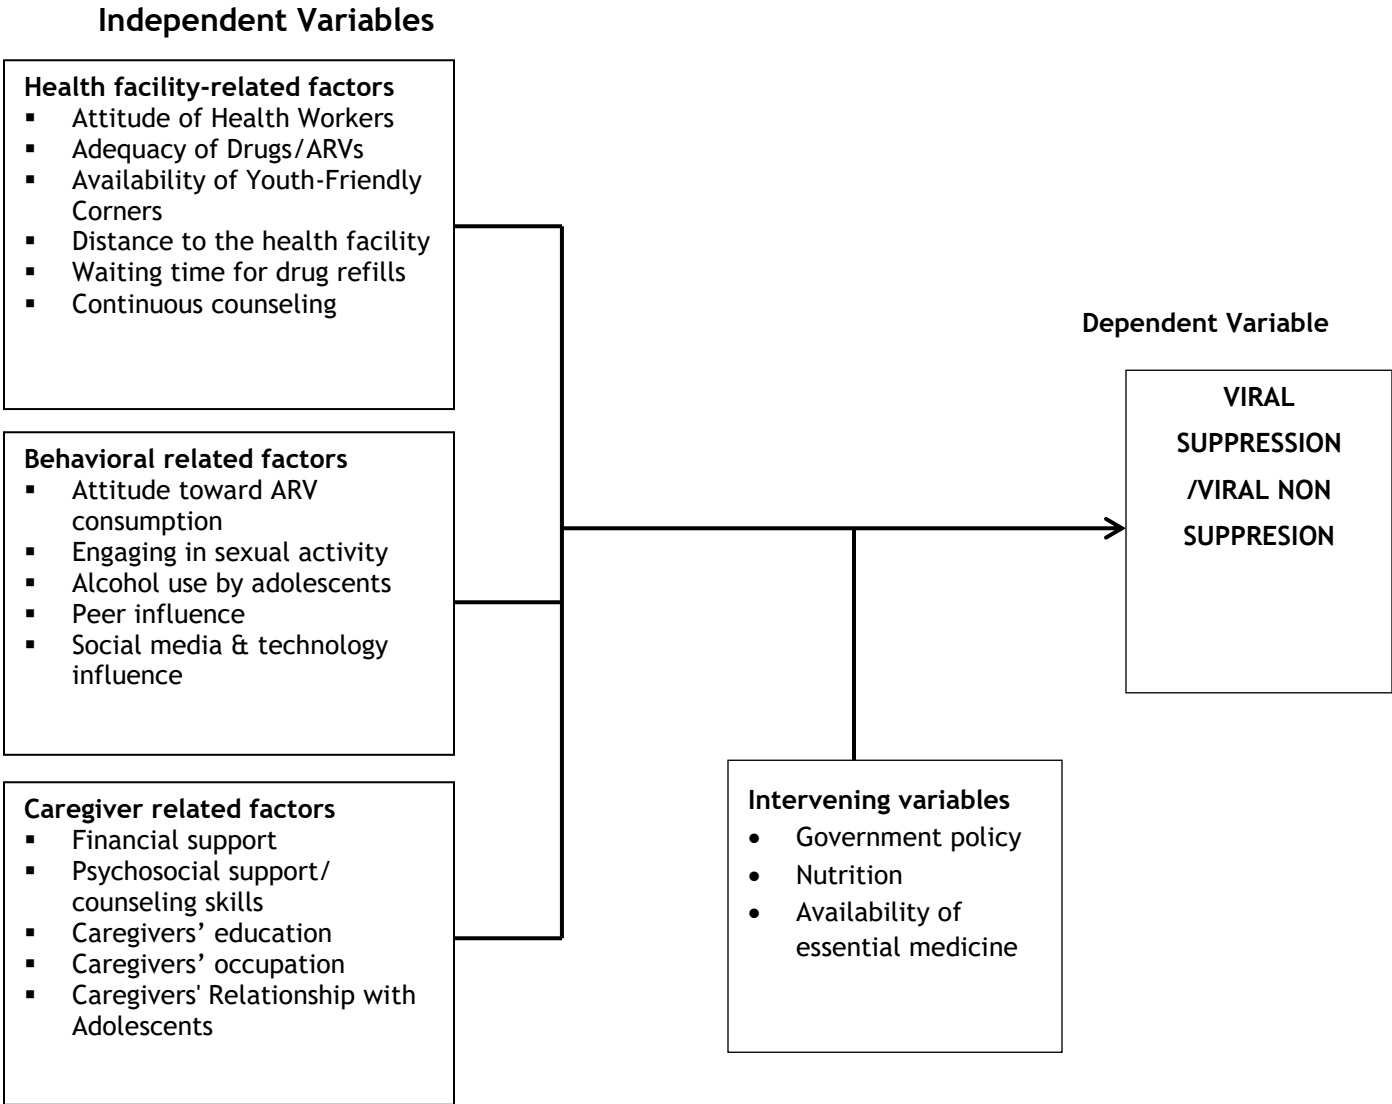 Independent Variables
Health facility-related factors
▪ Attitude of Health Workers
▪ Adequacy of Drugs/ARVs
▪ Availability of Youth-Friendly
Corners
▪ Distance to the health facility
▪ Waiting time for drug refills
▪ Continuous counseling
Behavioral related factors
▪ Attitude toward ARV
consumption
▪ Engaging in sexual activity
▪ Alcohol use by adolescents
▪ Peer influence
▪ Social media & technology
influence
Caregiver related factors
▪ Financial support
▪ Psychosocial support/
counseling skills
▪ Caregivers’ education
▪ Caregivers’ occupation
▪ Caregivers' Relationship with
Adolescents
Intervening variables
• Government policy
• Nutrition
• Availability of
essential medicine
Dependent Variable
VIRAL
SUPPRESSION
/VIRAL NON
SUPPRESION